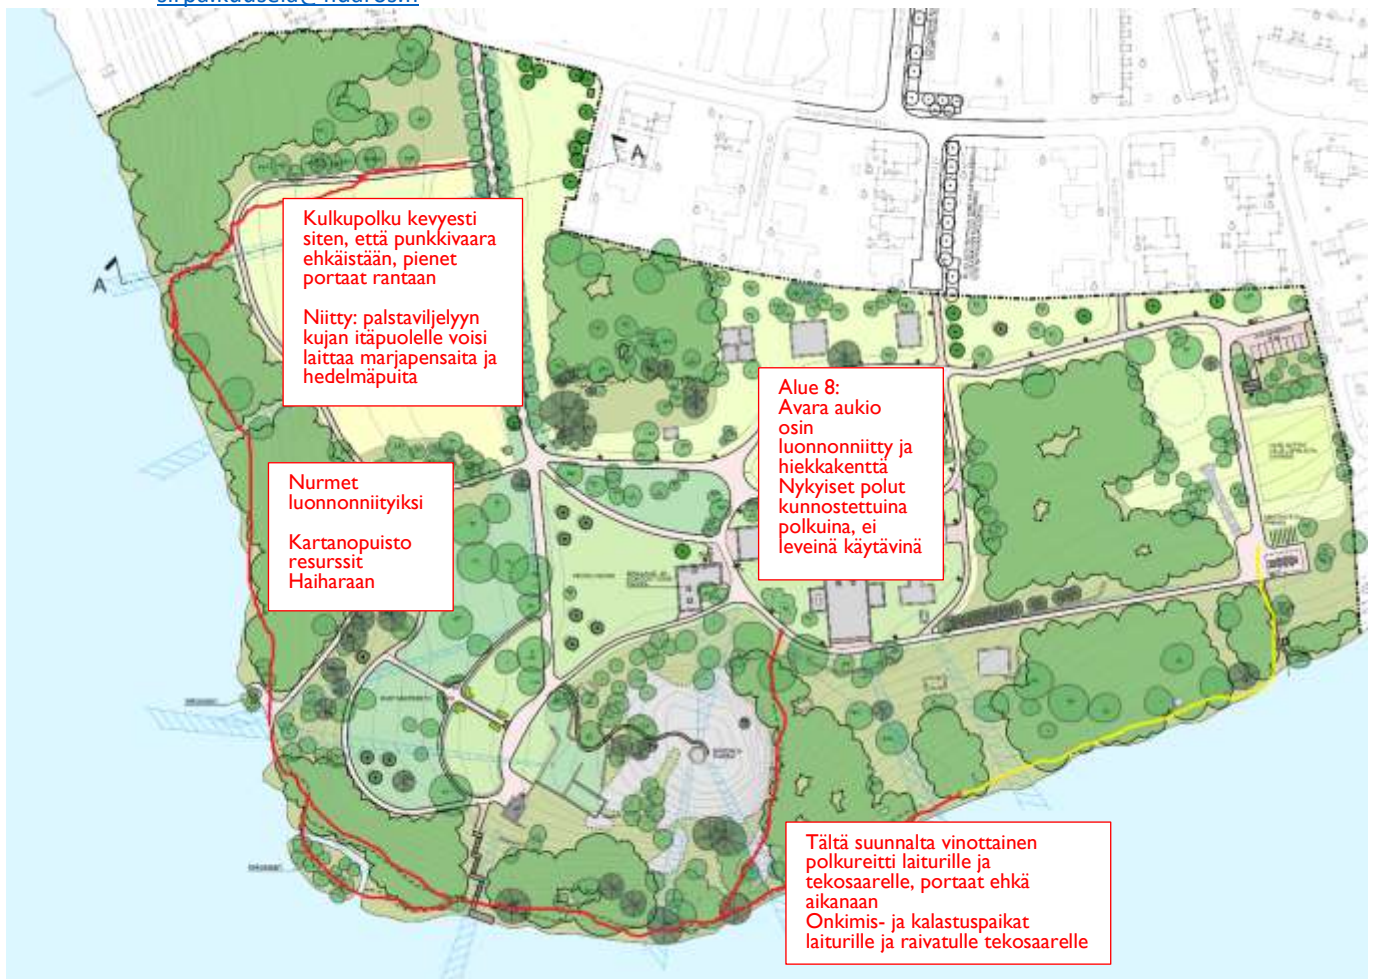 A
A
Kulkupolku kevyesti
siten, että punkkivaara
ehkäistään, pienet
portaat rantaan
Niitty: palstaviljelyyn
kujan itäpuolelle voisi
laittaa marjapensaita ja
hedelmäpuita
Alue 8:
Avara aukio
osin
luonnonniitty ja
hiekkakenttä
Nykyiset polut
kunnostettuina
polkuina, ei
leveinä käytävinä
Nurmet
luonnonniityiksi
Kartanopuisto
resurssit
Haiharaan
Tältä suunnalta vinottainen
polkureitti laiturille ja
tekosaarelle, portaat ehkä
aikanaan
Onkimis- ja kalastuspaikat
laiturille ja raivatulle tekosaarelle